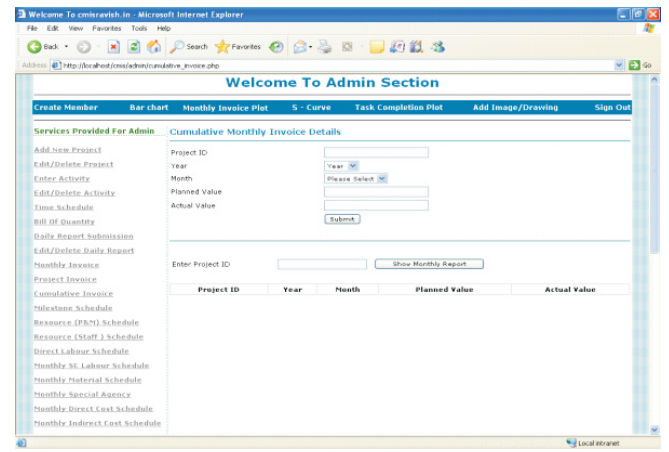 Welcome To cmisravish.in - Microsoft Internet Explorer
File Edit View Favorites Tools Help
Back Search Favorites
Address http://localhost/cmis/admin/cumulative_invoice.php Go
Welcome To Admin Section
Create Member Bar chart Monthly Invoice Plot S - Curve Task Completion Plot Add Image/Drawing Sign Out
Services Provided For Admin
Add New Project
Edit/Delete Project
Enter Activity
Edit/Delete Activity
Time Schedule
Bill Of Quantity
Daily Report Submission
Edit/Delete Daily Report
Monthly Invoice
Project Invoice
Cumulative Invoice
Milestone Schedule
Resource (P&M) Schedule
Resource (Staff ) Schedule
Direct Labour Schedule
Monthly SC Labour Schedule
Monthly Material Schedule
Monthly Special Agency
Monthly Direct Cost Schedule
Monthly Indirect Cost Schedule
Cumulative Monthly Invoice Details
Project ID
Year Year
Month Please Select
Planned Value
Actual Value
Submit
Enter Project ID Show Monthly Report
Project ID Year Month Planned Value Actual Value
Local intranet